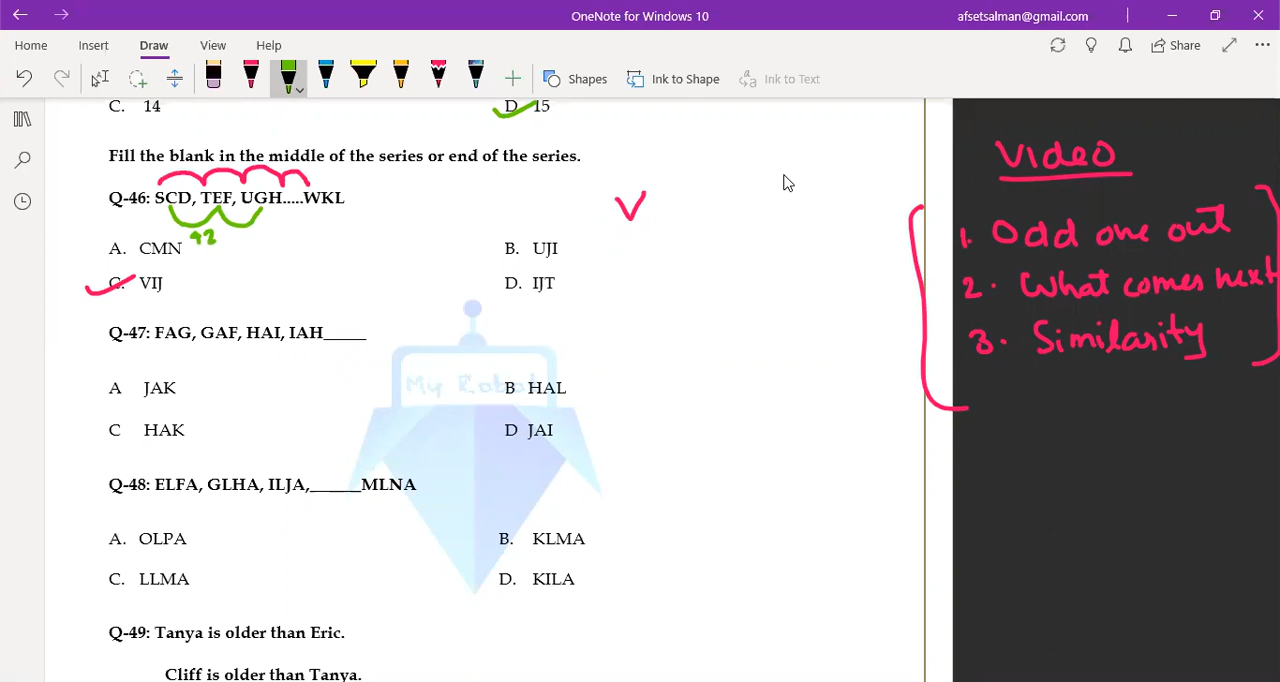 OneNote for Windows 10
afsetsalman@gmail.com
Home Insert Draw View Help
Share
Shapes Ink to Shape Ink to Text
C. 14 D. 15
Fill the blank in the middle of the series or end of the series.
Q-46: SCD, TEF, UGH.....WKL
A. CMN B. UJI
C. VIJ D. IJT
Q-47: FAG, GAF, HAI, IAH_____
A JAK B HAL
C HAK D JAI
Q-48: ELFA, GLHA, ILJA,______MLNA
A. OLPA B. KLMA
C. LLMA D. KILA
Q-49: Tanya is older than Eric.
Cliff is older than Tanya.
V
Video
1. Odd one out
2. What comes next
3. Similarity